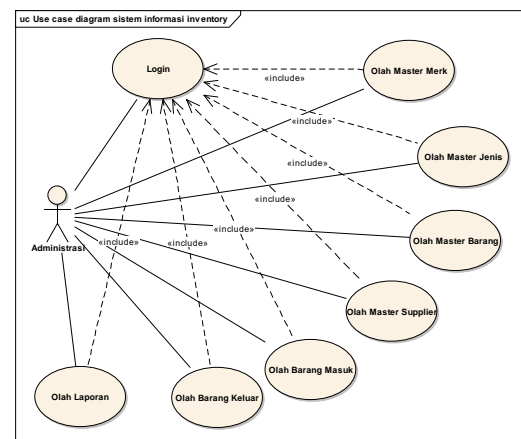 uc Use case diagram sistem informasi inventory
Login
Olah Master Merk
«include»
«include»
Olah Master Jenis
«include»
«include»
Administrasi
«include»
«include»
Olah Master Barang
Olah Master Supplier
Olah Barang Masuk
Olah Laporan
Olah Barang Keluar